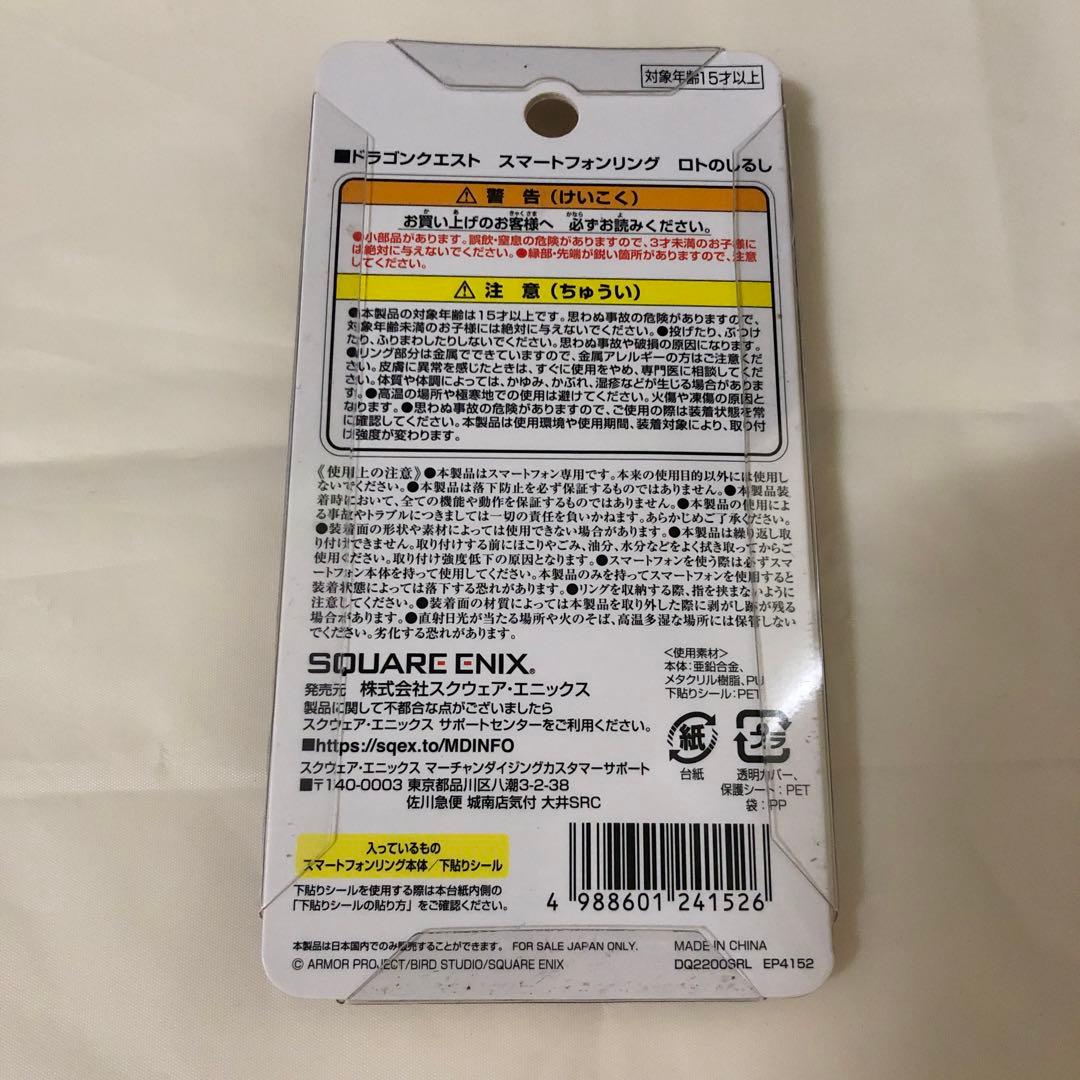 対象年齢15才以上
■ドラゴンクエスト スマートフォンリング ロトのしるし
⚠ 警 告(けいこく)
お買い上げのお客様へ 必ずお読みください。
●小部品があります。誤飲・窒息の危険がありますので、3才未満のお子様に
は絶対に与えないでください。●縁部・先端が鋭い箇所がありますので、注意
してください。
⚠ 注 意(ちゅうい)
●本製品の対象年齢は15才以上です。思わぬ事故の危険がありますので、
対象年齢未満のお子様には絶対に与えないでください。●投げたり、ぶつけ
たり、ふりまわしたりしないでください。思わぬ事故や破損の原因になります。
●リング部分は金属でできていますので、金属アレルギーの方はご注意くだ
さい。皮膚に異常を感じたときは、すぐに使用をやめ、専門医に相談してくだ
さい。体質や体調によっては、かゆみ、かぶれ、湿疹などが生じる場合がありま
す。●高温の場所や極寒地での使用は避けてください。火傷や凍傷の原因と
なります。●思わぬ事故の危険がありますので、ご使用の際は装着状態を常
に確認してください。本製品は使用環境や使用期間、装着対象により、取り付
け強度が変わります。
《使用上の注意》●本製品はスマートフォン専用です。本来の使用目的以外には使用し
ないでください。●本製品は落下防止を必ず保証するものではありません。●本製品装
着時において、全ての機能や動作を保証するものではありません。●本製品の使用によ
る事故やトラブルにつきましては一切の責任を負いかねます。あらかじめご了承ください。
●装着面の形状や素材によっては使用できない場合があります。●本製品は繰り返し取
り付けできません。取り付けする前にほこりやごみ、油分、水分などをよく拭き取ってからご
使用ください。取り付け強度低下の原因となります。●スマートフォンを使う際は必ずスマ
ートフォン本体を持って使用してください。本製品のみを持ってスマートフォンを使用すると
装着状態によっては落下する恐れがあります。●リングを収納する際、指を挟まないように
注意してください。●装着面の材質によっては本製品を取り外した際に剥がし跡が残る
場合があります。●直射日光が当たる場所や火のそば、高温多湿な場所には保管しない
でください。劣化する恐れがあります。
SQUARE ENIX®
発売元 株式会社スクウェア・エニックス
製品に関して不都合な点がございましたら
スクウェア・エニックス サポートセンターをご利用ください。
■https://sqex.to/MDINFO
スクウェア・エニックス マーチャンダイジングカスタマーサポート
■〒140-0003 東京都品川区八潮3-2-38
佐川急便 城南店気付 大井SRC
<使用素材>
本体:亜鉛合金、
メタクリル樹脂、PU
下貼りシール:PET
紙
台紙
プラ
透明カバー、
保護シート:PET
袋:PP
入っているもの
スマートフォンリング本体/下貼りシール
下貼りシールを使用する際は本台紙内側の
「下貼りシールの貼り方」をご確認ください。
4 988601 241526
本製品は日本国内でのみ販売することができます。 FOR SALE JAPAN ONLY.
MADE IN CHINA
© ARMOR PROJECT/BIRD STUDIO/SQUARE ENIX
DQ2200SRL EP4152